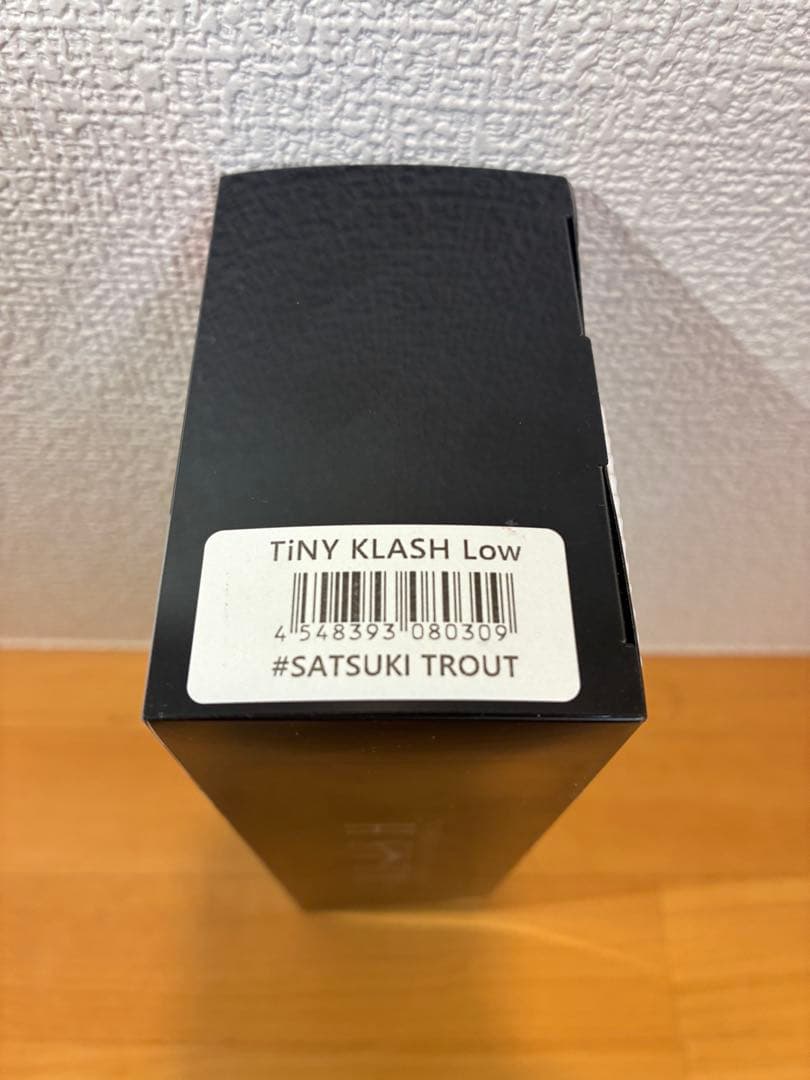 TiNY KLASH Low
4 548393 080309
#SATSUKI TROUT